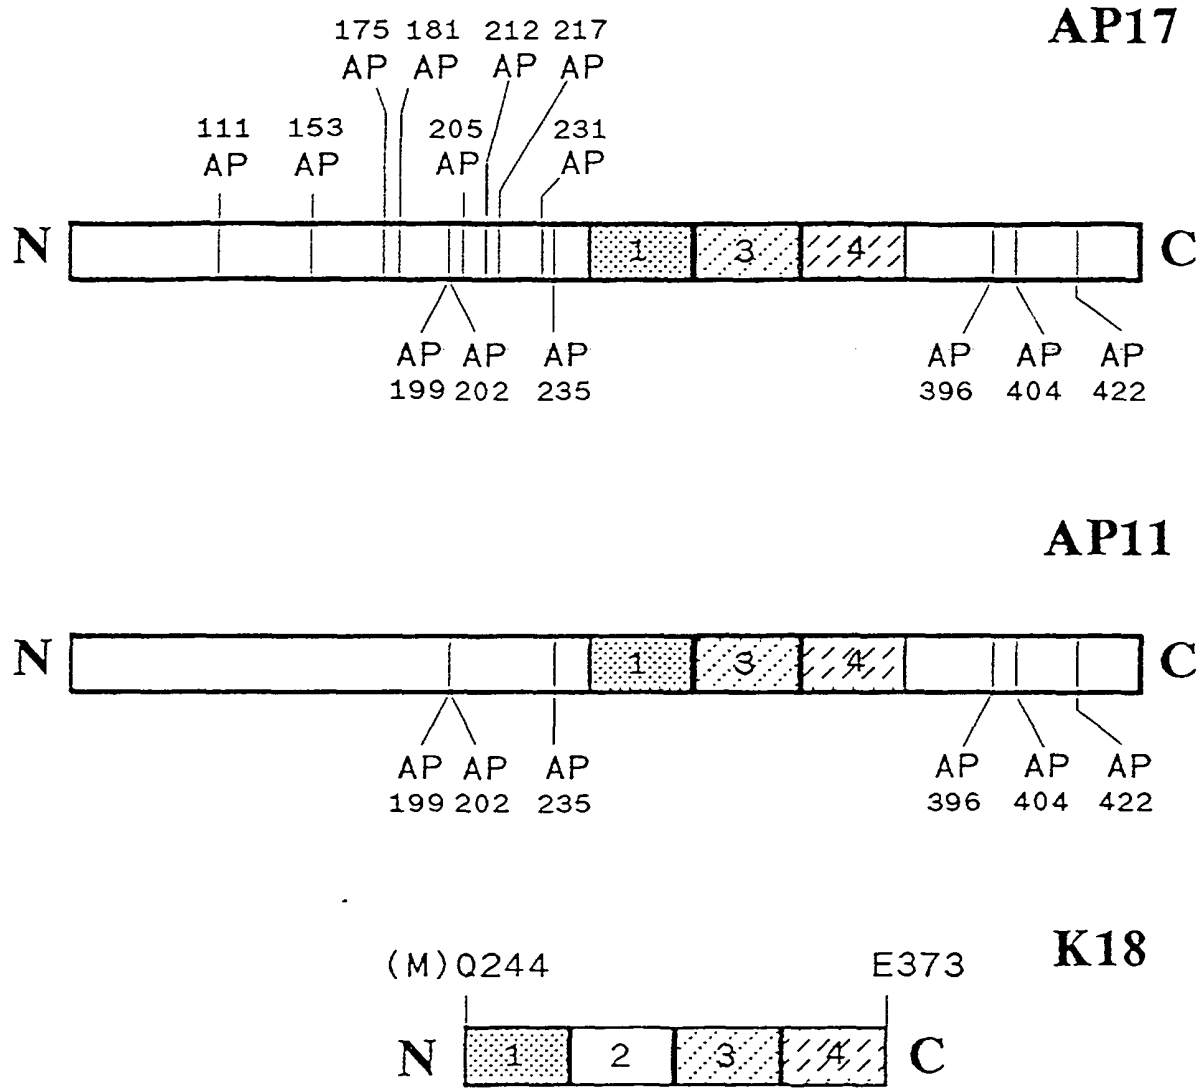 AP17
175 181 212 217
AP AP AP AP
111 153 205 231
AP AP AP AP
N 1 3 4 C
AP AP AP AP AP AP
199 202 235 396 404 422
AP11
N 1 3 4 C
AP AP AP AP AP AP
199 202 235 396 404 422
K18
(M)Q244 E373
N 1 2 3 4 C